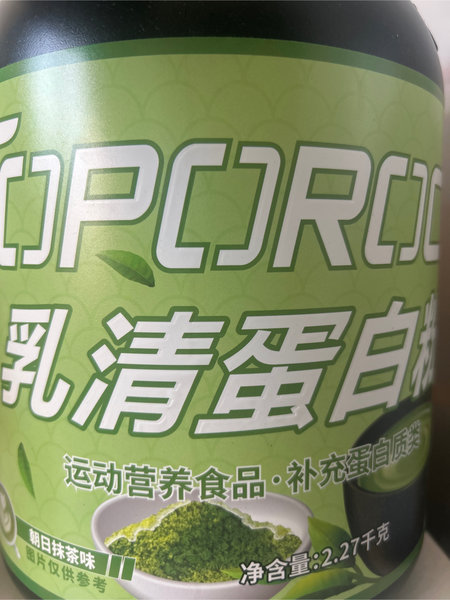 TOPOROC
乳清蛋白粉
运动营养食品·补充蛋白质类
朝日抹茶味
图片仅供参考
净含量:2.27千克